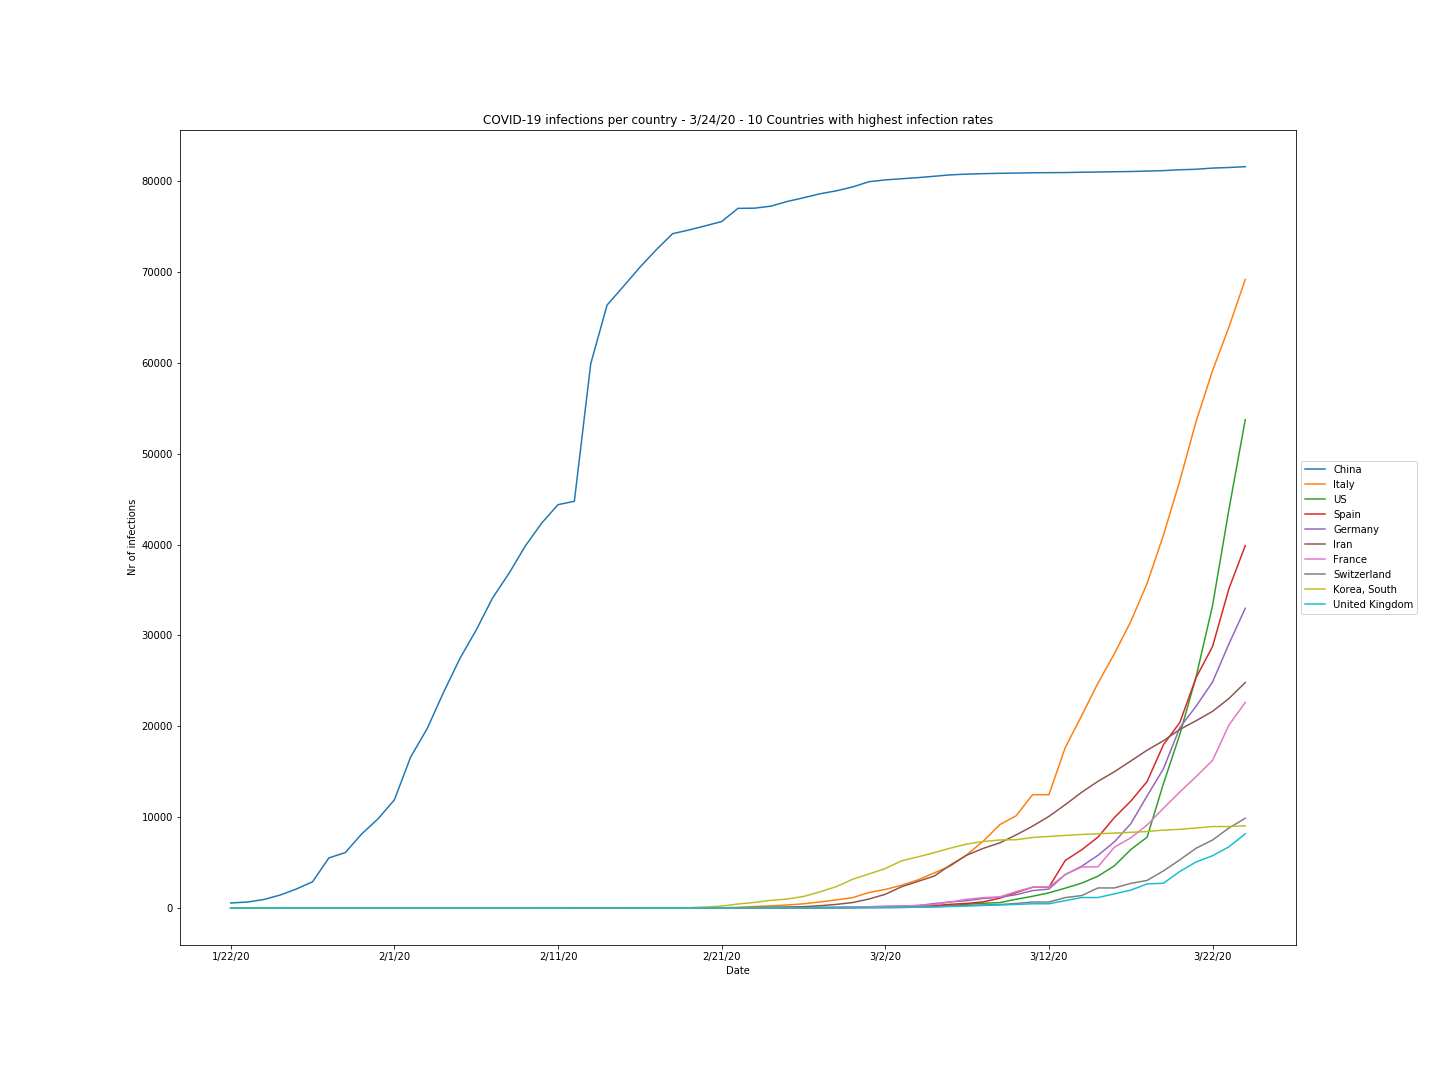 COVID-19 infections per country - 3/24/20 - 10 Countries with highest infection rates
80000
70000
60000
50000
40000
30000
20000
10000
0
Nr of infections
1/22/20
2/1/20
2/11/20
2/21/20
3/2/20
3/12/20
3/22/20
Date
China
Italy
US
Spain
Germany
Iran
France
Switzerland
Korea, South
United Kingdom